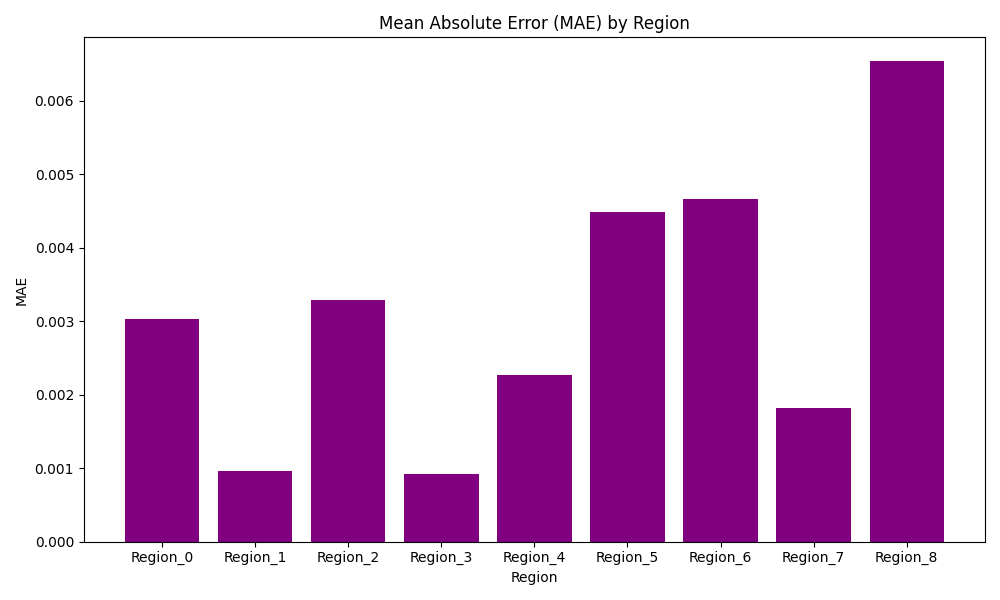 Mean Absolute Error (MAE) by Region
MAE
0.006
0.005
0.004
0.003
0.002
0.001
0.000
Region_0 Region_1 Region_2 Region_3 Region_4 Region_5 Region_6 Region_7 Region_8
Region